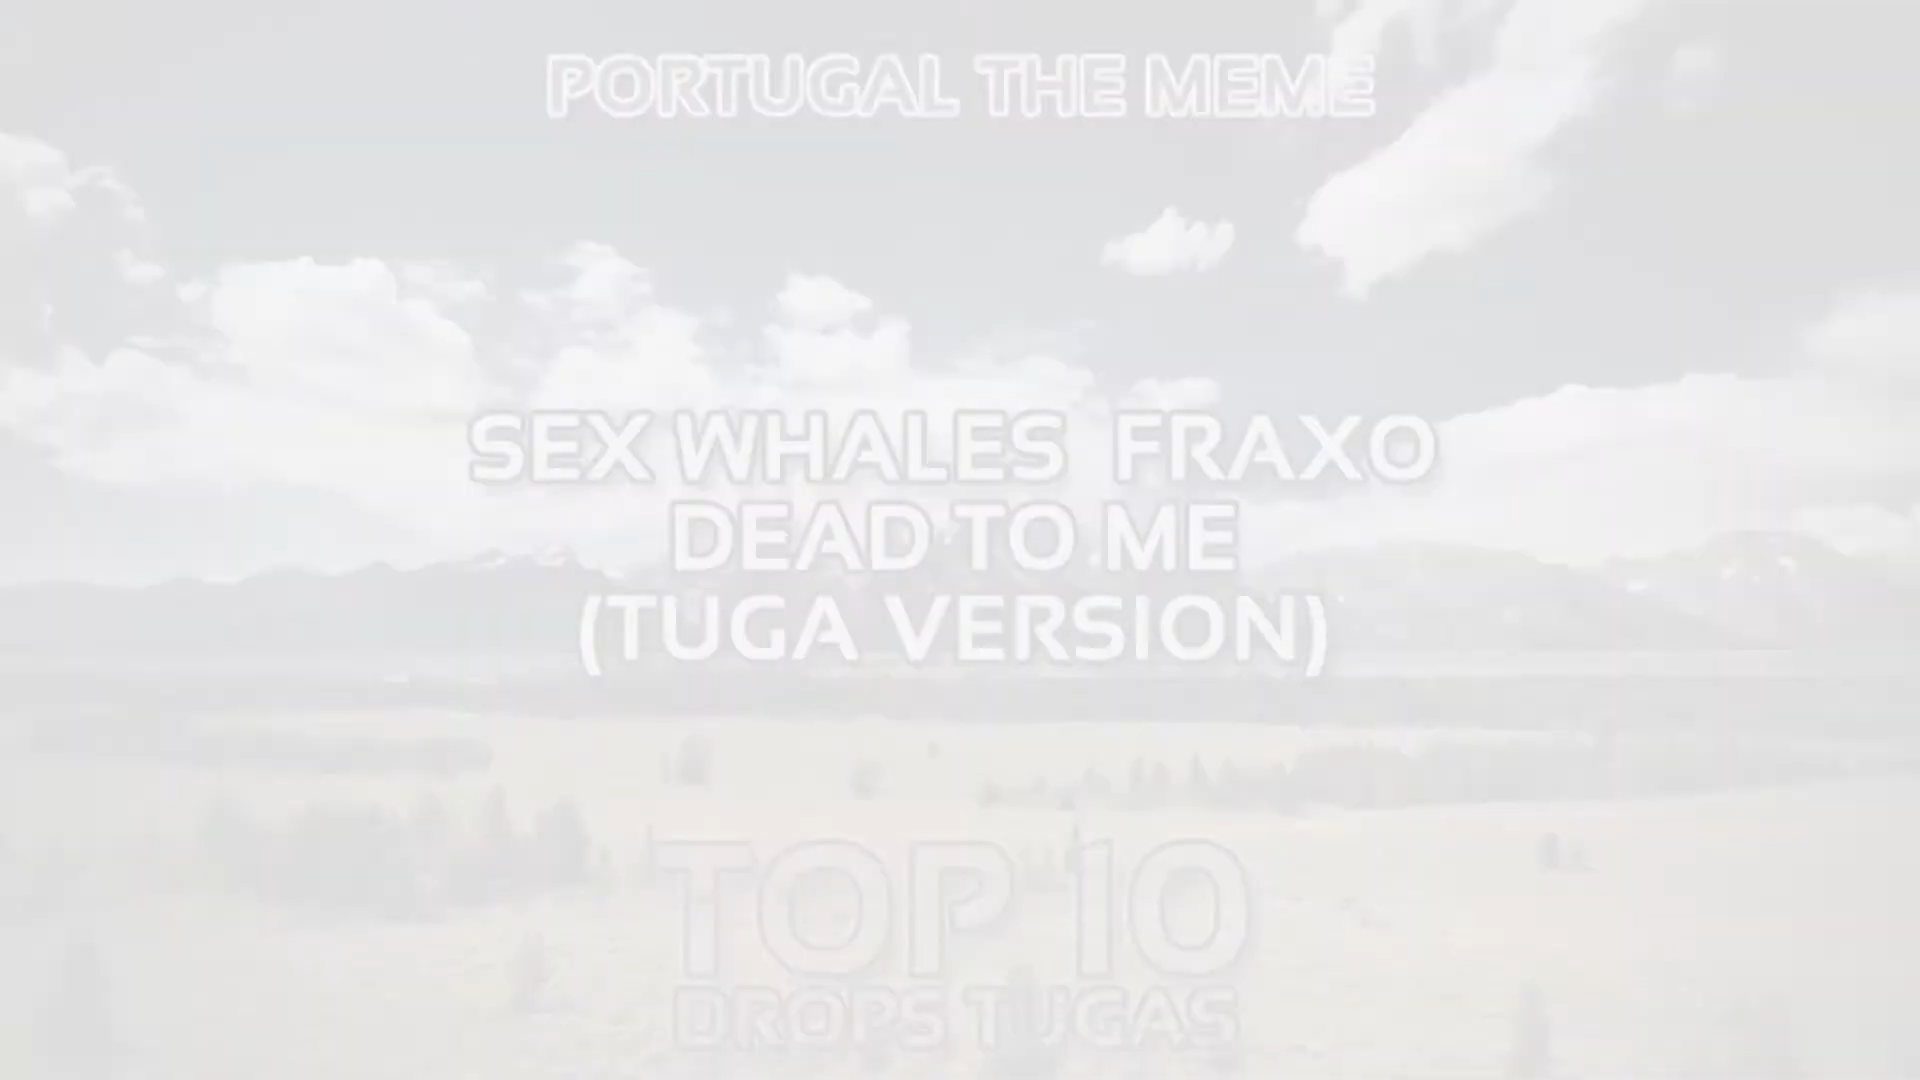 PORTUGAL THE MEME
SEX WHALES FRAXO
DEAD TO ME
(TUGA VERSION)
TOP 10
DROPS TUGAS